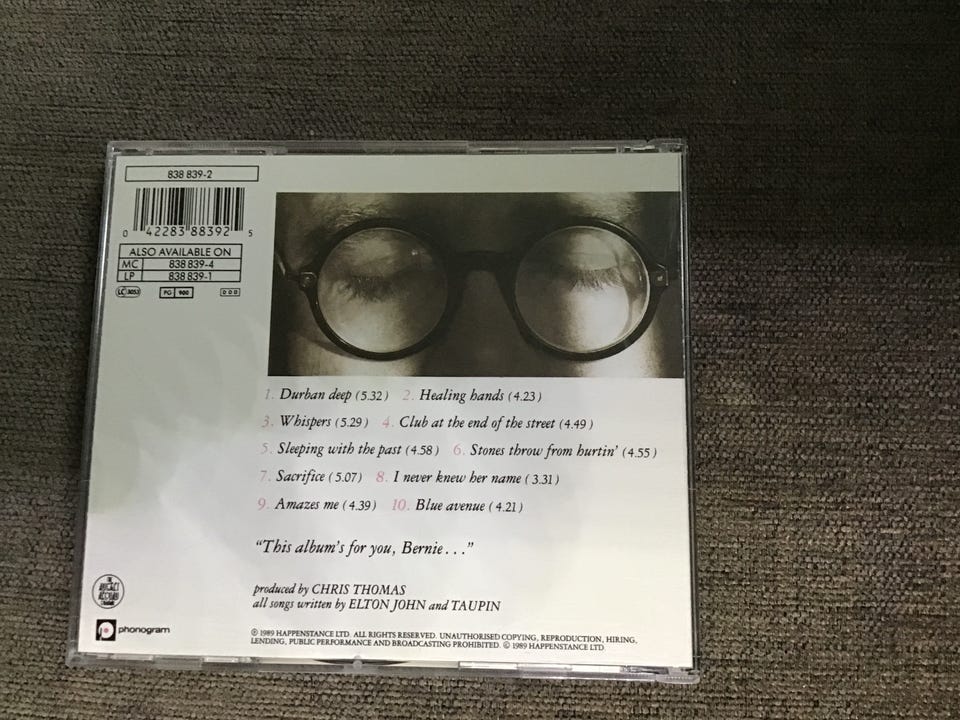 838 839-2
0 42283 88392 5
ALSO AVAILABLE ON
MC 838 839-4
LP 838 839-1
LC 3053 PG 900 DDD
1. Durban deep (5.32) 2. Healing hands (4.23)
3. Whispers (5.29) 4. Club at the end of the street (4.49)
5. Sleeping with the past (4.58) 6. Stones throw from hurtin' (4.55)
7. Sacrifice (5.07) 8. I never knew her name (3.31)
9. Amazes me (4.39) 10. Blue avenue (4.21)
"This album's for you, Bernie..."
produced by CHRIS THOMAS
all songs written by ELTON JOHN and TAUPIN
phonogram
℗ 1989 HAPPENSTANCE LTD. ALL RIGHTS RESERVED. UNAUTHORISED COPYING, REPRODUCTION, HIRING,
LENDING, PUBLIC PERFORMANCE AND BROADCASTING PROHIBITED. © 1989 HAPPENSTANCE LTD